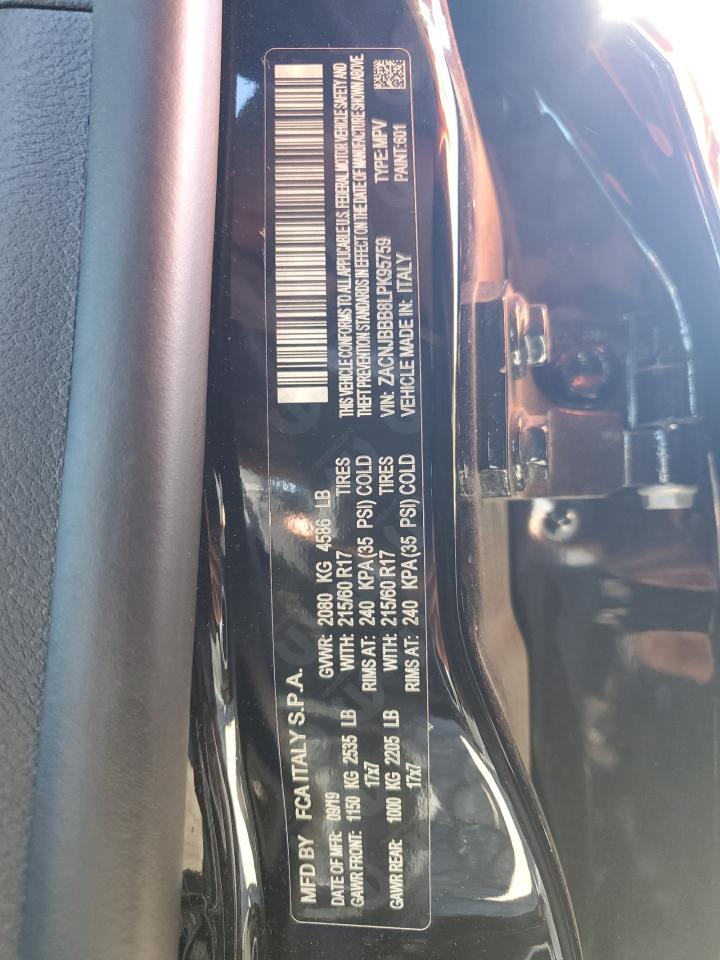 MFD BY FCA ITALY S.P.A.
DATE OF MFR: 09/19 GVWR: 2080 KG 4586 LB
GAWR FRONT: 1150 KG 2535 LB WITH: 215/60 R17 TIRES
17x7 RIMS AT: 240 KPA (35 PSI) COLD
GAWR REAR: 1000 KG 2205 LB WITH: 215/60 R17 TIRES
17x7 RIMS AT: 240 KPA (35 PSI) COLD
THIS VEHICLE CONFORMS TO ALL APPLICABLE U.S. FEDERAL MOTOR VEHICLE SAFETY AND
THEFT PREVENTION STANDARDS IN EFFECT ON THE DATE OF MANUFACTURE SHOWN ABOVE.
VIN: ZACNJBBB8LPK95759 TYPE: MPV
VEHICLE MADE IN: ITALY PAINT: 601